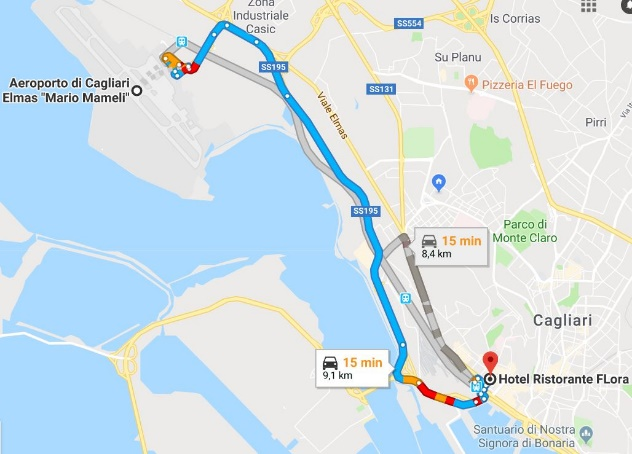 Zona
Industriale
Casic
SS554
Is Corrias
Su Planu
Pizzeria El Fuego
SS195
SS131
Aeroporto di Cagliari
Elmas "Mario Mameli"
Viale Elmas
Pirri
SS195
Parco di
Monte Claro
15 min
8,4 km
Cagliari
15 min
9,1 km
Hotel Ristorante FLora
Santuario di Nostra
Signora di Bonaria